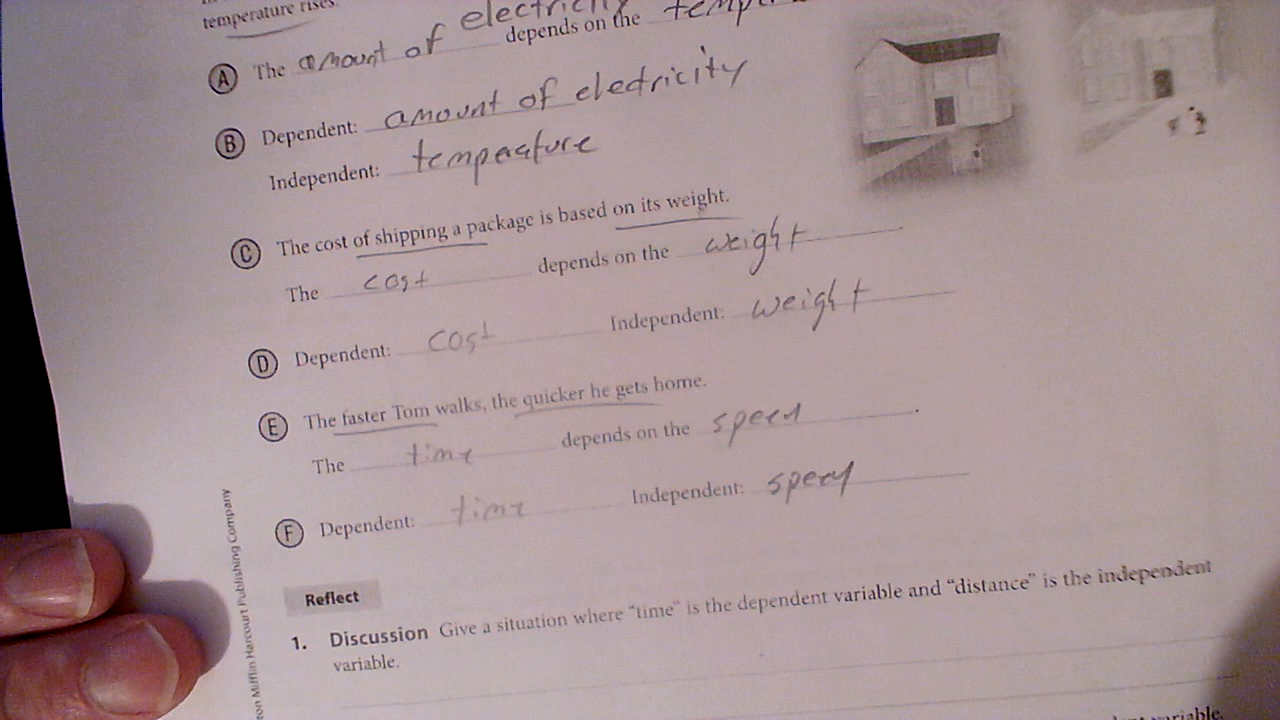 temperature rises.
A The amount of electricity depends on the
B Dependent: amount of eledricity
Independent: tempeature
C The cost of shipping a package is based on its weight.
The cost depends on the weight
D Dependent: cost Independent: weight
E The faster Tom walks, the quicker he gets home.
The time depends on the speed.
F Dependent: time Independent: speed
Reflect
1. Discussion Give a situation where "time" is the dependent variable and "distance" is the independent
variable.
variable.
Mifflin Harcourt Publishing Company